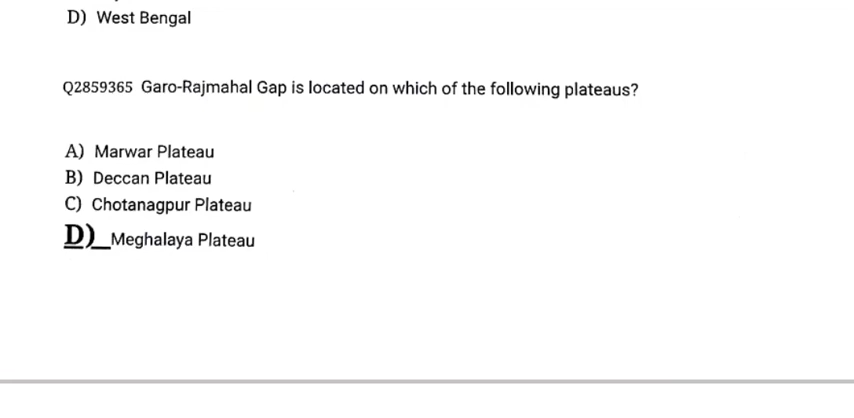 D) West Bengal
Q2859365 Garo-Rajmahal Gap is located on which of the following plateaus?
A) Marwar Plateau
B) Deccan Plateau
C) Chotanagpur Plateau
D)_Meghalaya Plateau